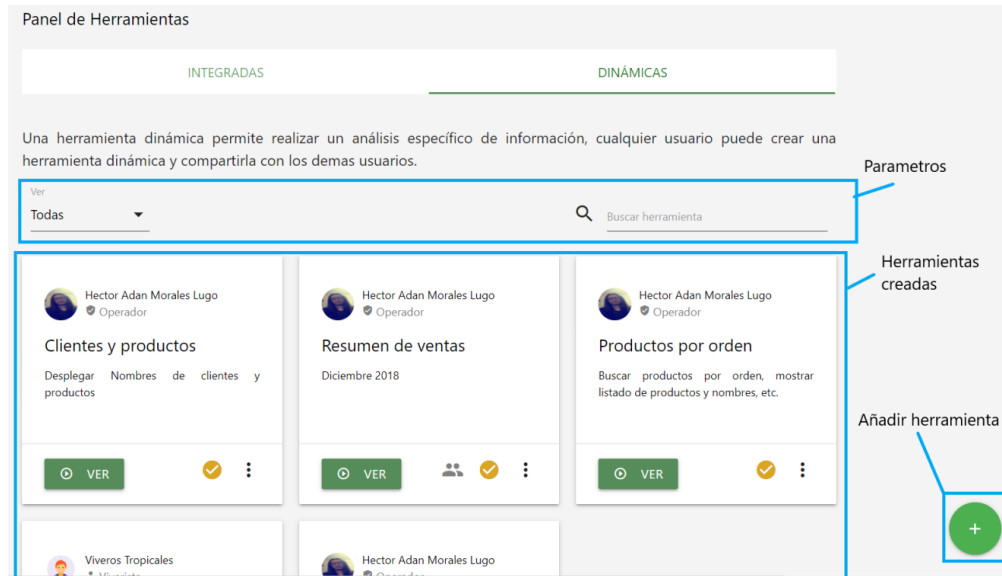 Panel de Herramientas
INTEGRADAS
DINÁMICAS
Una herramienta dinámica permite realizar un análisis específico de información, cualquier usuario puede crear una
herramienta dinámica y compartirla con los demas usuarios.
Parametros
Ver
Todas
Buscar herramienta
Herramientas
creadas
Hector Adan Morales Lugo
Operador
Clientes y productos
Desplegar Nombres de clientes y
productos
VER
Hector Adan Morales Lugo
Operador
Resumen de ventas
Diciembre 2018
VER
Hector Adan Morales Lugo
Operador
Productos por orden
Buscar productos por orden, mostrar
listado de productos y nombres, etc.
VER
Añadir herramienta
+
Viveros Tropicales
Viverista
Hector Adan Morales Lugo
Operador